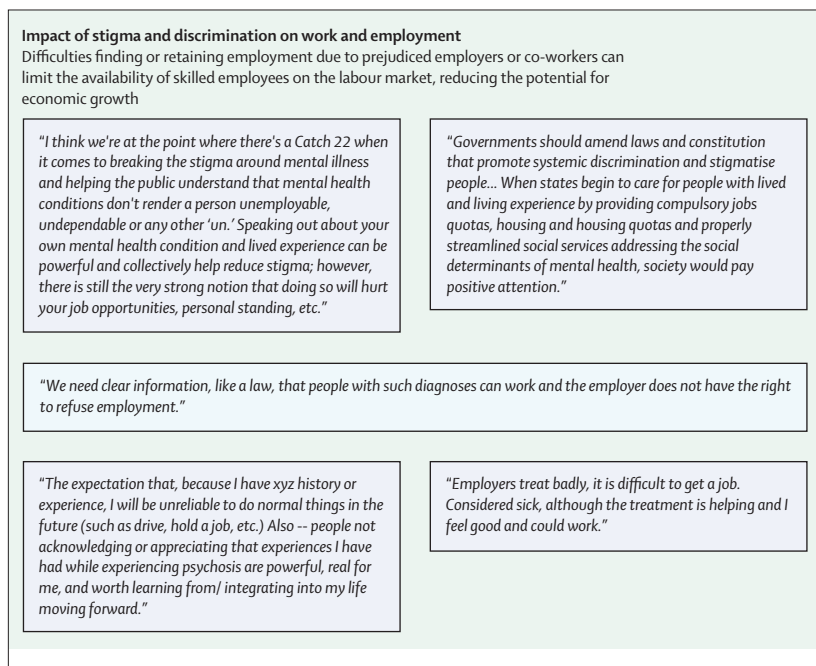 Impact of stigma and discrimination on work and employment
Difficulties finding or retaining employment due to prejudiced employers or co-workers can
limit the availability of skilled employees on the labour market, reducing the potential for
economic growth
“I think we're at the point where there's a Catch 22 when
it comes to breaking the stigma around mental illness
and helping the public understand that mental health
conditions don't render a person unemployable,
undependable or any other ‘un.’ Speaking out about your
own mental health condition and lived experience can be
powerful and collectively help reduce stigma; however,
there is still the very strong notion that doing so will hurt
your job opportunities, personal standing, etc.”
“Governments should amend laws and constitution
that promote systemic discrimination and stigmatise
people... When states begin to care for people with lived
and living experience by providing compulsory jobs
quotas, housing and housing quotas and properly
streamlined social services addressing the social
determinants of mental health, society would pay
positive attention.”
“We need clear information, like a law, that people with such diagnoses can work and the employer does not have the right
to refuse employment.”
“The expectation that, because I have xyz history or
experience, I will be unreliable to do normal things in the
future (such as drive, hold a job, etc.) Also -- people not
acknowledging or appreciating that experiences I have
had while experiencing psychosis are powerful, real for
me, and worth learning from/ integrating into my life
moving forward.”
“Employers treat badly, it is difficult to get a job.
Considered sick, although the treatment is helping and I
feel good and could work.”